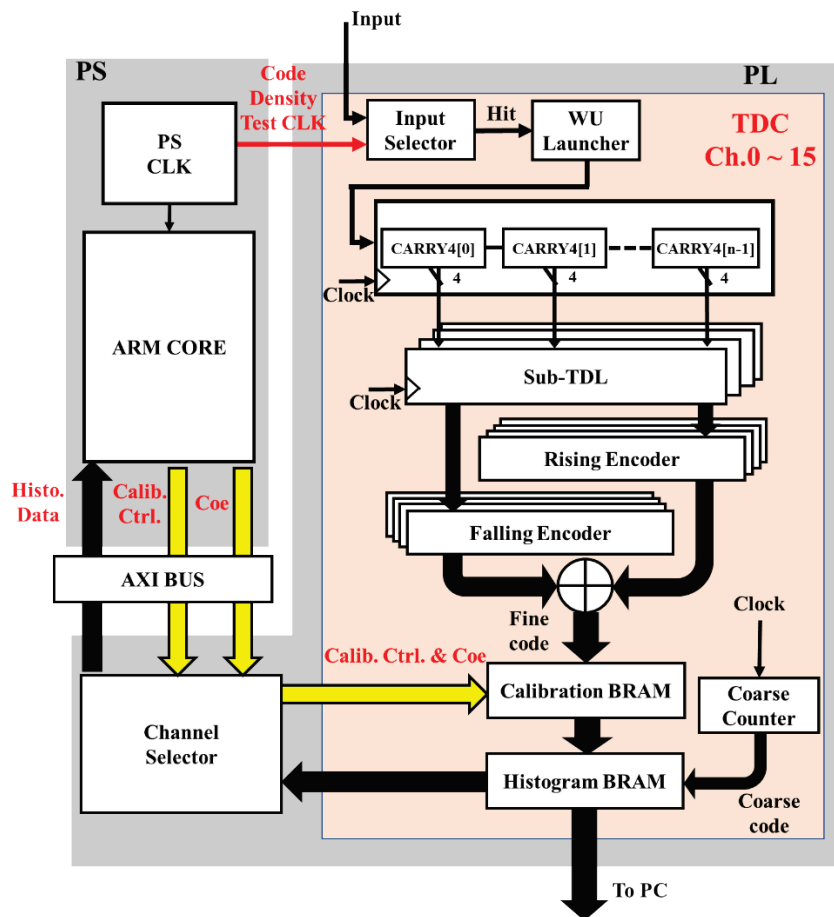 Input
PS
PL
Code
Density
Test CLK
PS
CLK
Input
Selector
Hit
WU
Launcher
TDC
Ch.0 ~ 15
CARRY4[0]
CARRY4[1]
CARRY4[n-1]
4
4
4
Clock
ARM CORE
Sub-TDL
Clock
Rising Encoder
Histo.
Data
Calib.
Ctrl.
Coe
Falling Encoder
AXI BUS
Fine
code
Clock
Calib. Ctrl. & Coe
Calibration BRAM
Coarse
Counter
Channel
Selector
Histogram BRAM
Coarse
code
To PC